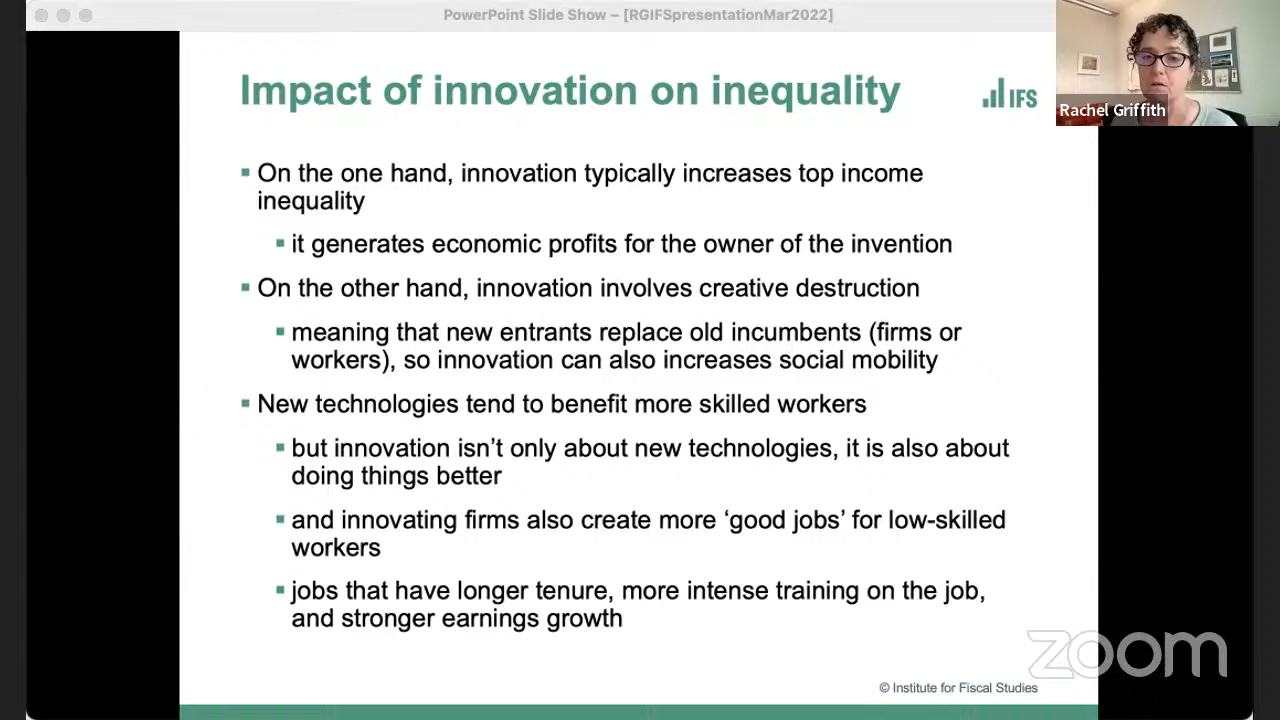 PowerPoint Slide Show – [RGIFSpresentationMar2022]
Rachel Griffith
Impact of innovation on inequality
IFS
On the one hand, innovation typically increases top income
inequality
it generates economic profits for the owner of the invention
On the other hand, innovation involves creative destruction
meaning that new entrants replace old incumbents (firms or
workers), so innovation can also increases social mobility
New technologies tend to benefit more skilled workers
but innovation isn’t only about new technologies, it is also about
doing things better
and innovating firms also create more ‘good jobs’ for low-skilled
workers
jobs that have longer tenure, more intense training on the job,
and stronger earnings growth
zoom
© Institute for Fiscal Studies